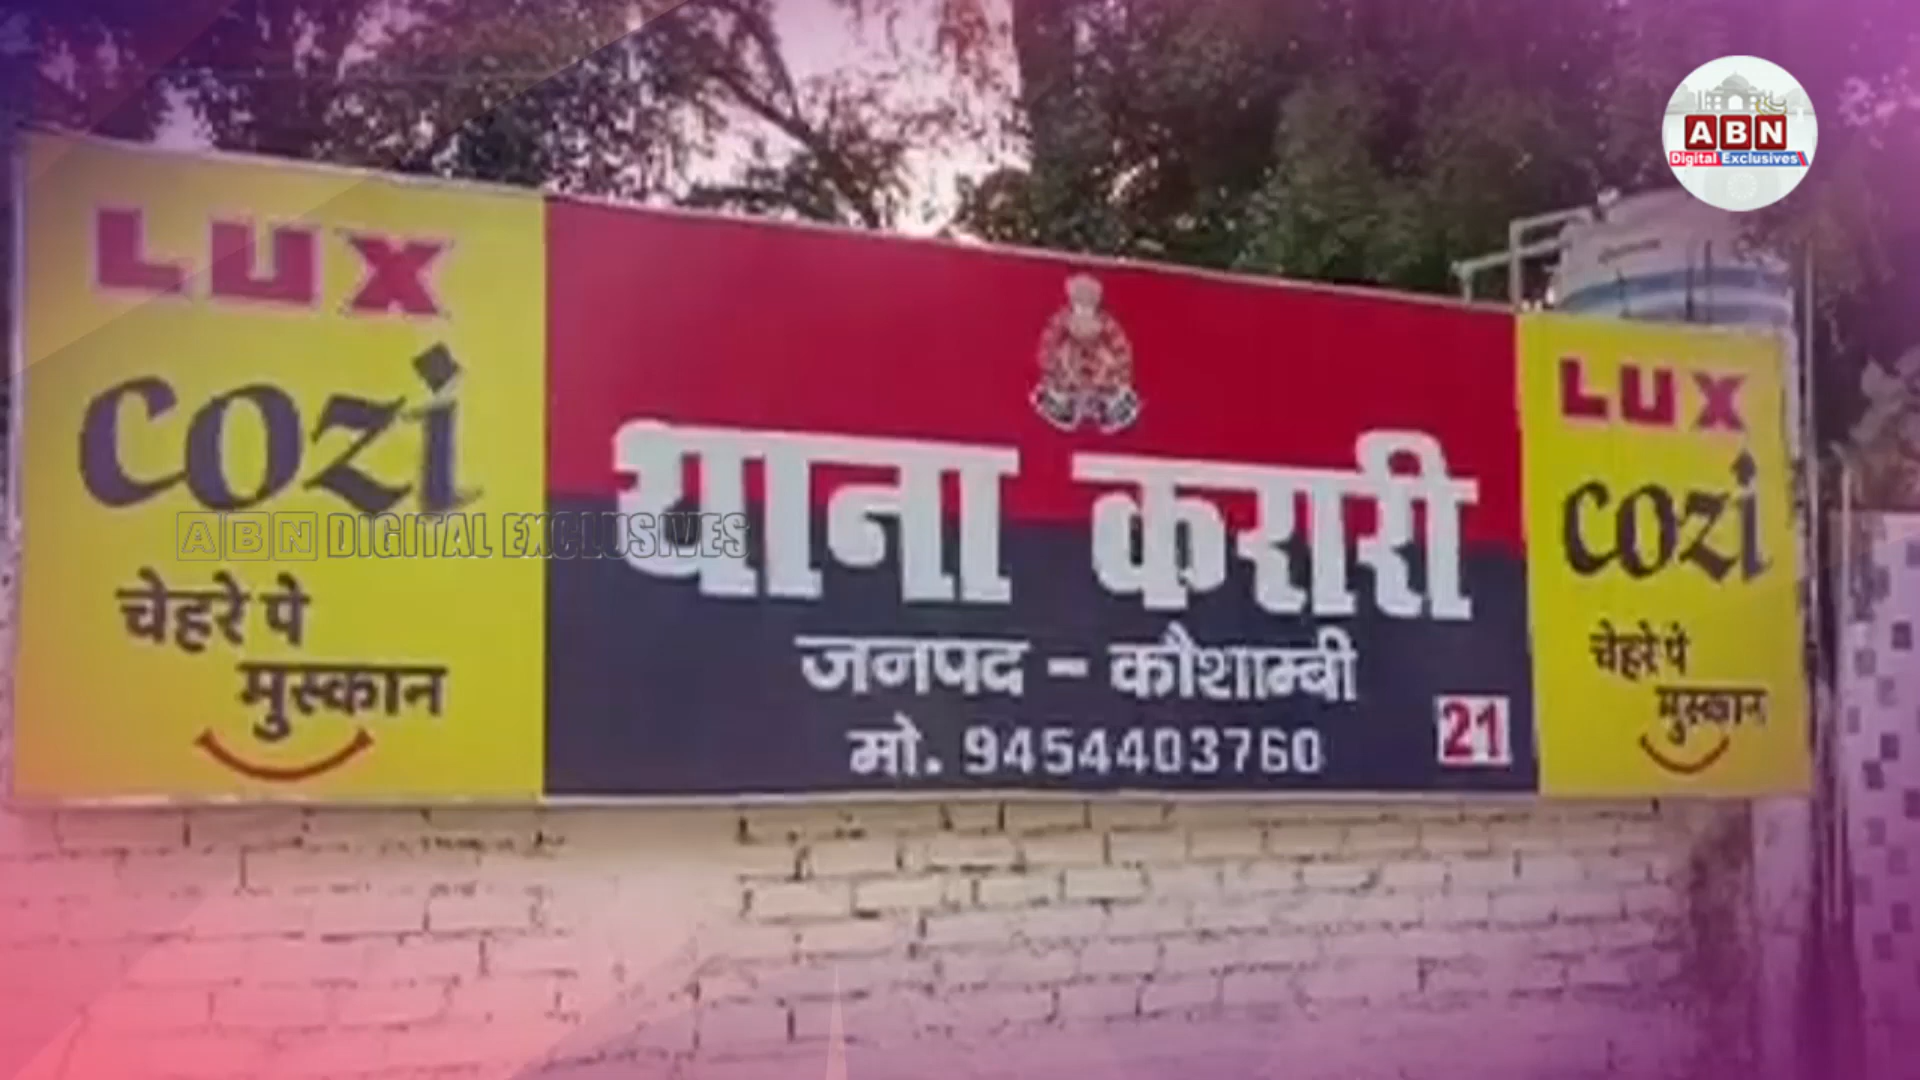 ABN
Digital Exclusives
LUX
cozi
चेहरे पे
मुस्कान
थाना करारी
जनपद - कौशाम्बी
मो. 9454403760
21
LUX
cozi
चेहरे पे
मुस्कान
ABN DIGITAL EXCLUSIVES